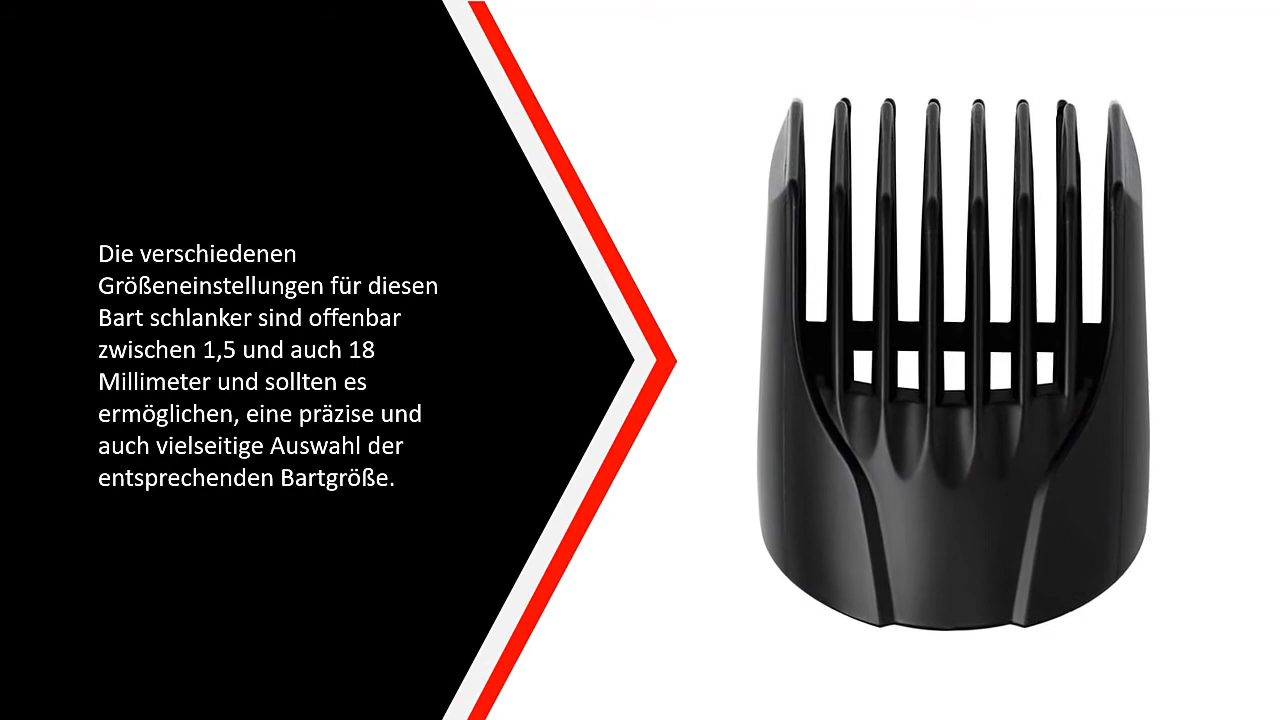 Die verschiedenen
Größeneinstellungen für diesen
Bart schlanker sind offenbar
zwischen 1,5 und auch 18
Millimeter und sollten es
ermöglichen, eine präzise und
auch vielseitige Auswahl der
entsprechenden Bartgröße.